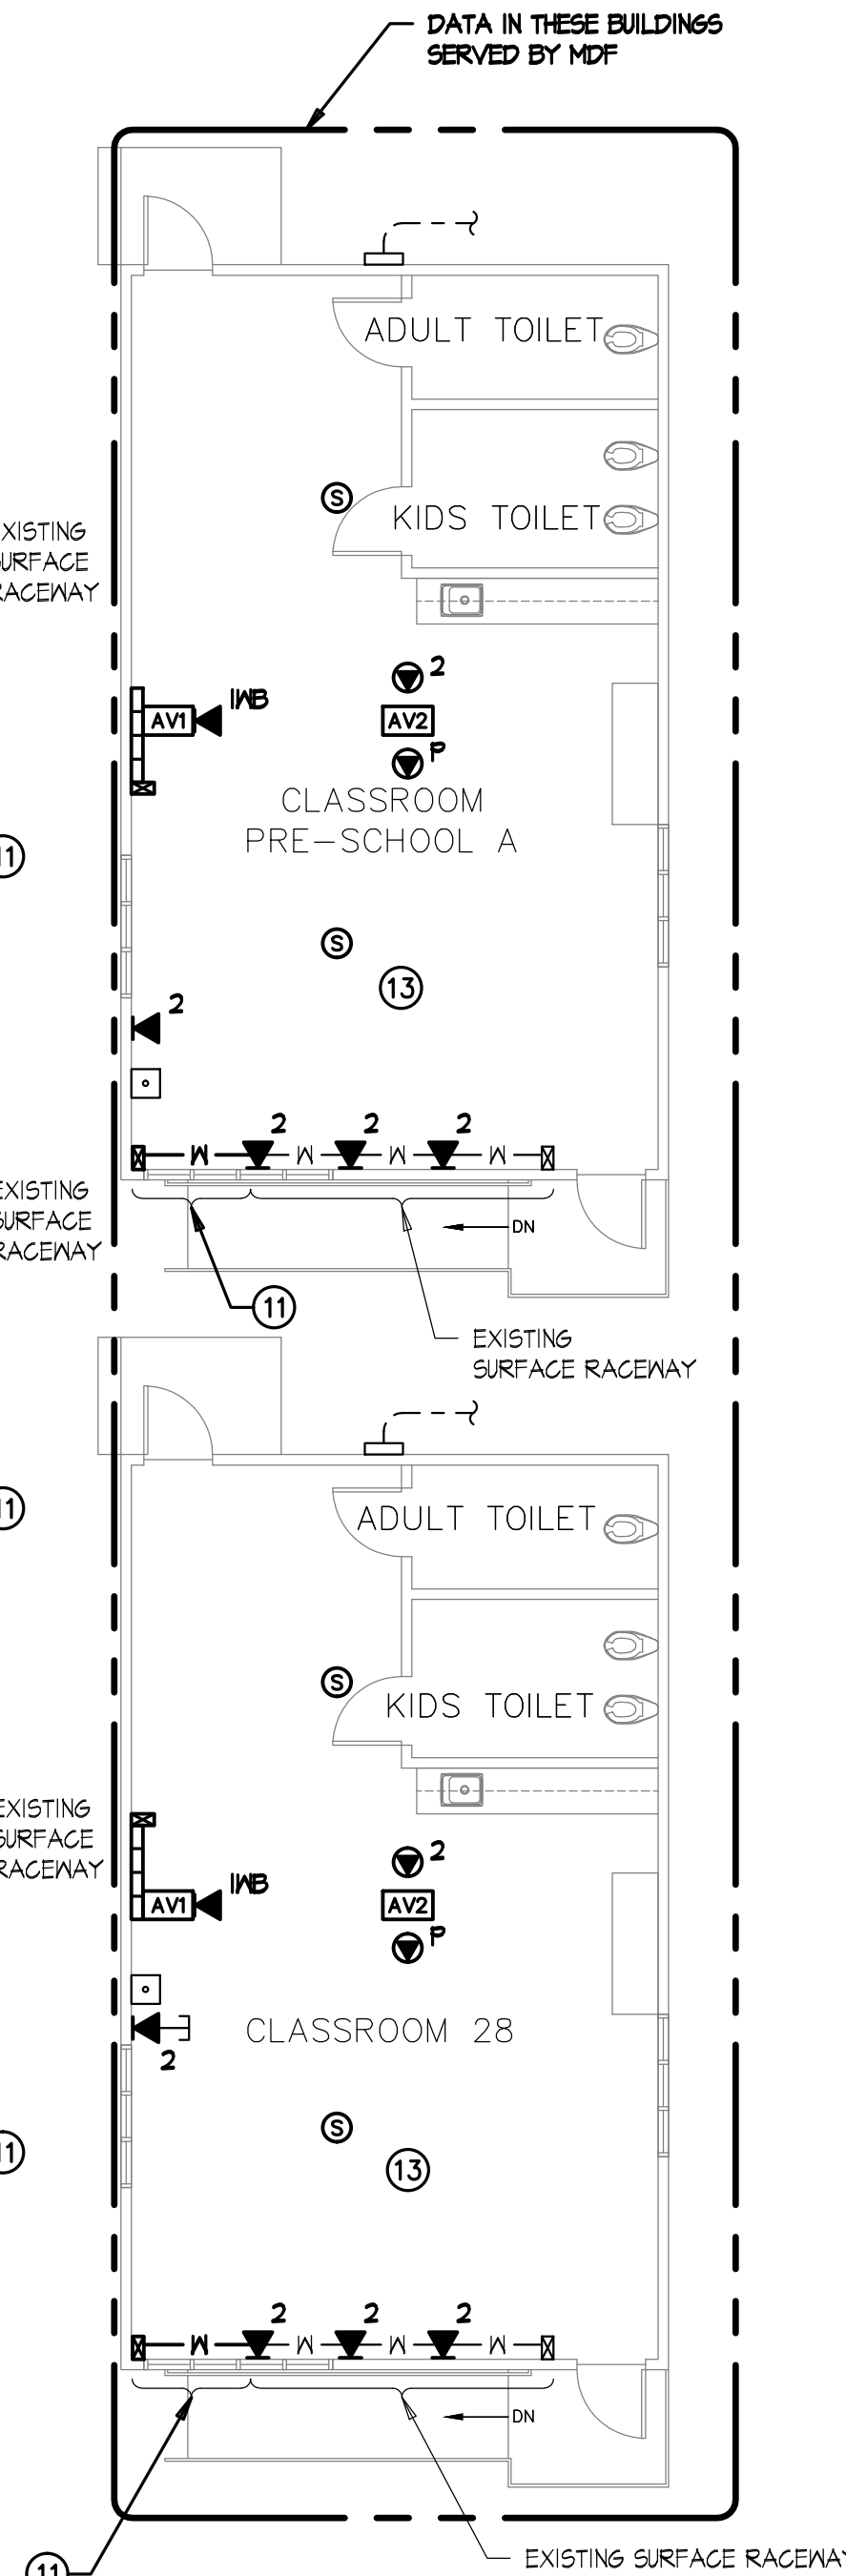 DATA IN THESE BUILDINGS
SERVED BY MDF
ADULT TOILET
S
KIDS TOILET
SURFACE
RACEWAY
2
IWB
AV1
AV2
P
CLASSROOM
PRE-SCHOOL A
11
S
13
2
2 2 2
W W W W
EXISTING
SURFACE
RACEWAY
DN
11
EXISTING
SURFACE RACEWAY
ADULT TOILET
11
S
KIDS TOILET
EXISTING
SURFACE
RACEWAY
2
IWB
AV1
AV2
P
CLASSROOM 28
2
S
11
13
2 2 2
W W W W
DN
11
EXISTING SURFACE RACEWAY